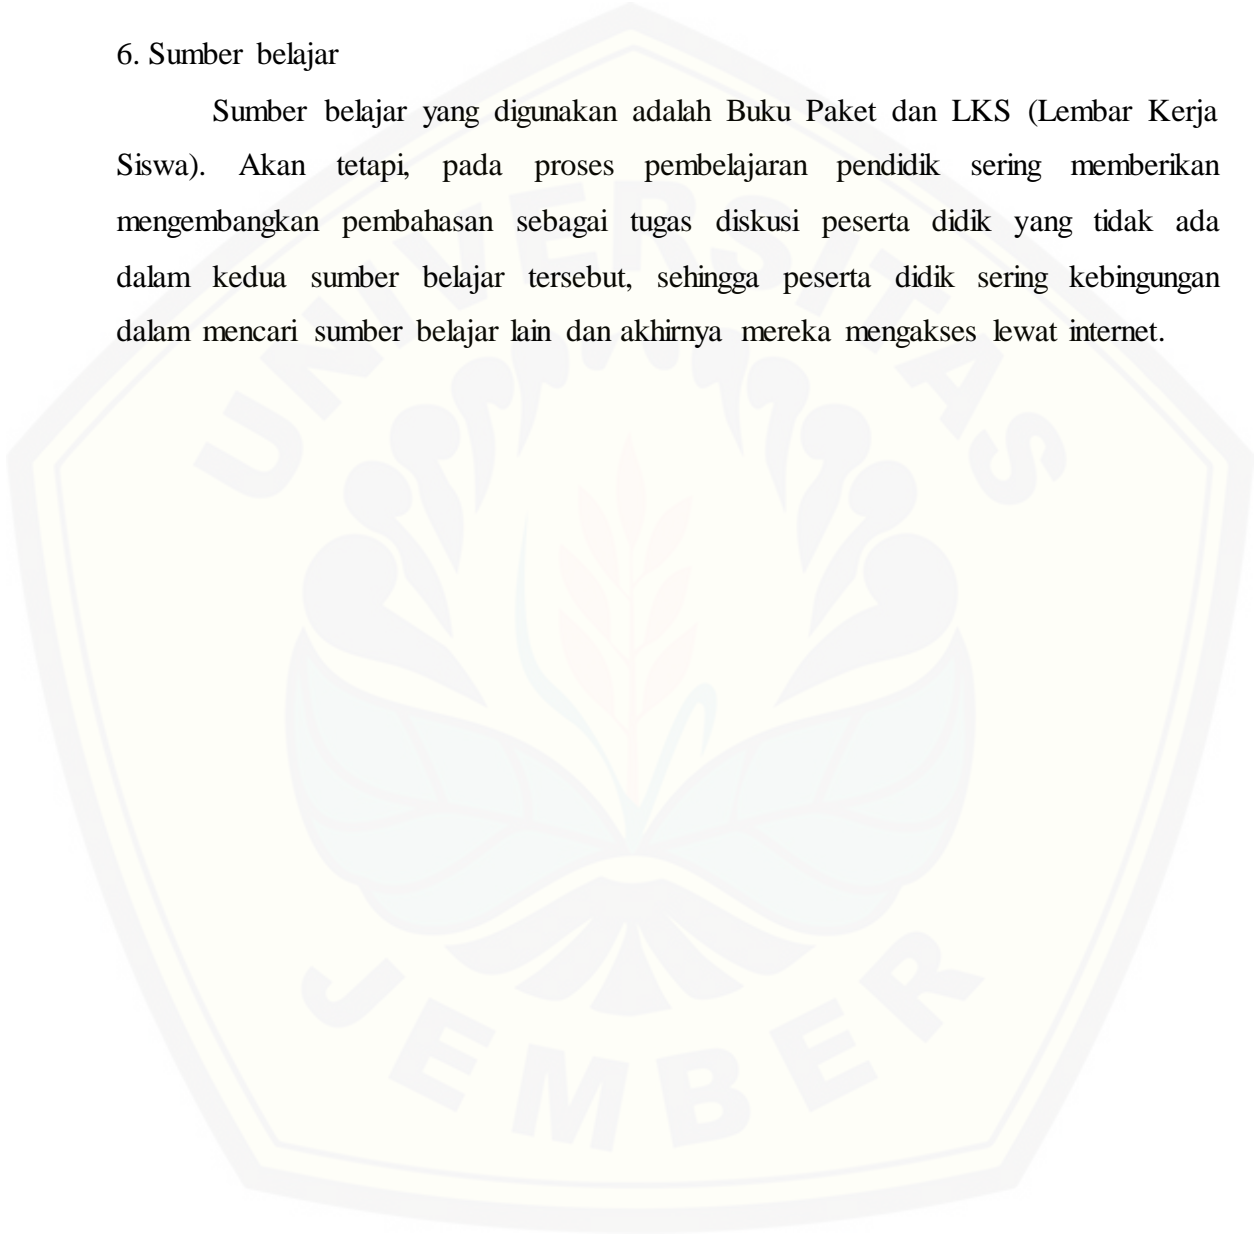 6. Sumber belajar
Sumber belajar yang digunakan adalah Buku Paket dan LKS (Lembar Kerja
Siswa). Akan tetapi, pada proses pembelajaran pendidik sering memberikan
mengembangkan pembahasan sebagai tugas diskusi peserta didik yang tidak ada
dalam kedua sumber belajar tersebut, sehingga peserta didik sering kebingungan
dalam mencari sumber belajar lain dan akhirnya mereka mengakses lewat internet.
UNIVERSITAS
JEMBER